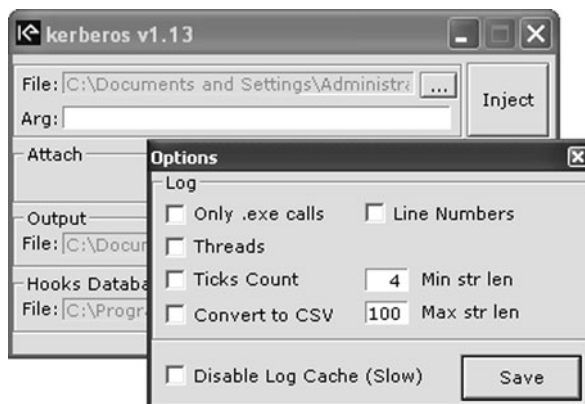 kerberos v1.13
File: C:\Documents and Settings\Administra ...
Arg:
Inject
Attach
Output
File: C:\Docum
Hooks Databa
File: C:\Progra
Options
Log
Only .exe calls Line Numbers
Threads
Ticks Count 4 Min str len
Convert to CSV 100 Max str len
Disable Log Cache (Slow) Save